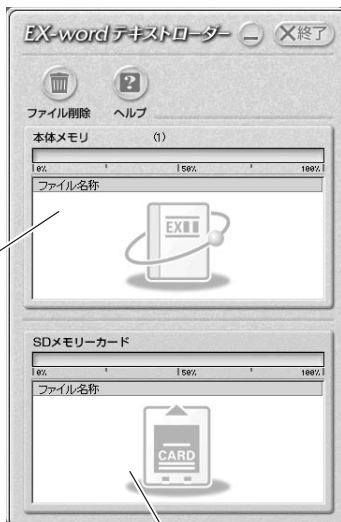 EX-word テキストローダー ×終了
?
ファイル削除 ヘルプ
本体メモリ (1)
0% 50% 100%
ファイル名称
EX
SDメモリーカード
0% 50% 100%
ファイル名称
CARD